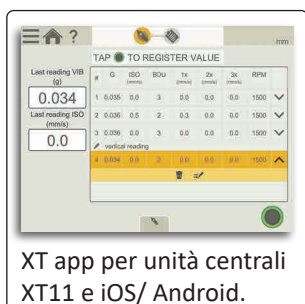 ?
mm
TAP TO REGISTER VALUE
Last reading VIB
(g)
0.034
Last reading ISO
(mm/s)
0.0
# G ISO BDU 1x 2x 3x RPM
(mm/s) (mm/s) (mm/s) (mm/s)
1 0.035 0.0 3 0.0 0.0 0.0 1500
2 0.036 0.5 2 0.3 0.0 0.0 1500
3 0.036 0.0 3 0.0 0.0 0.0 1500
vertical reading
4 0.034 0.0 2 0.0 0.0 0.0 1500
XT app per unità centrali
XT11 e iOS/ Android.